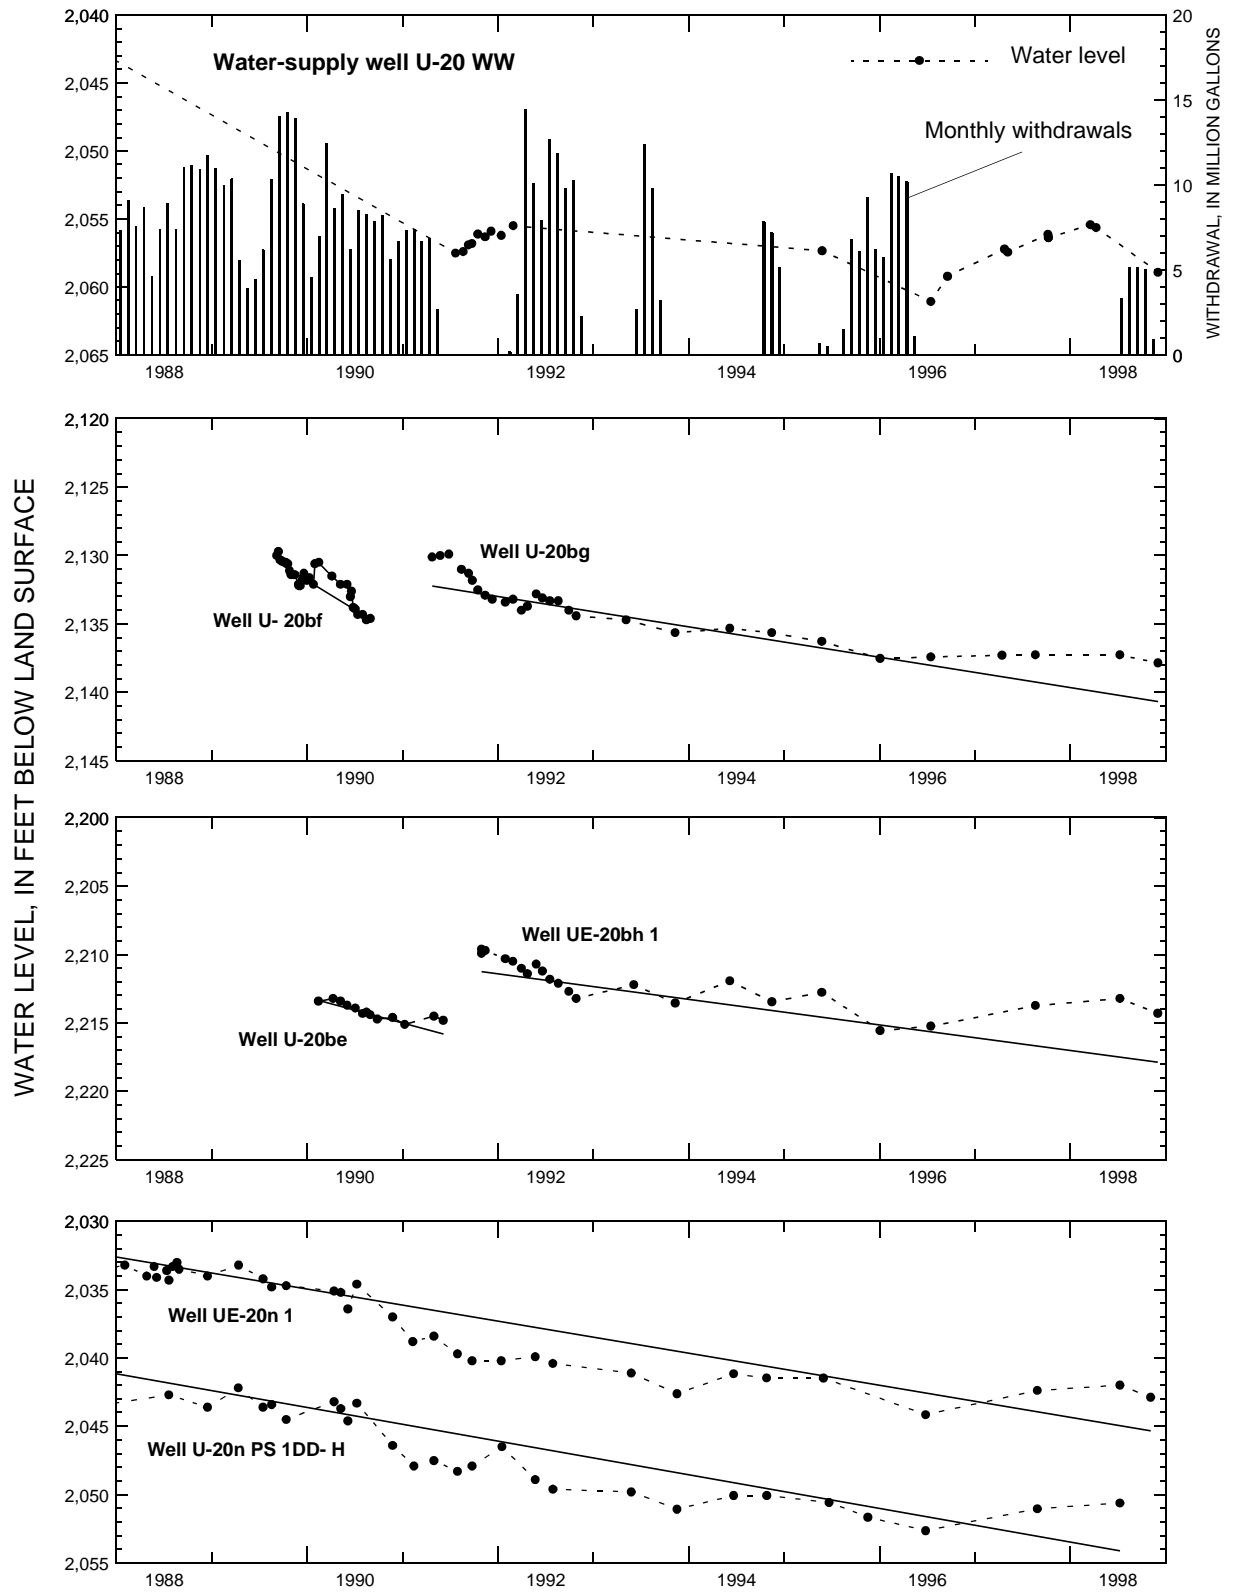 WATER LEVEL, IN FEET BELOW LAND SURFACE
2,040
2,045
2,050
2,055
2,060
2,065
Water-supply well U-20 WW
Water level
Monthly withdrawals
20
15
10
5
0
WITHDRAWAL, IN MILLION GALLONS
1988 1990 1992 1994 1996 1998
2,120
2,125
2,130
2,135
2,140
2,145
Well U-20bg
Well U- 20bf
1988 1990 1992 1994 1996 1998
2,200
2,205
2,210
2,215
2,220
2,225
Well UE-20bh 1
Well U-20be
1988 1990 1992 1994 1996 1998
2,030
2,035
2,040
2,045
2,050
2,055
Well UE-20n 1
Well U-20n PS 1DD- H
1988 1990 1992 1994 1996 1998